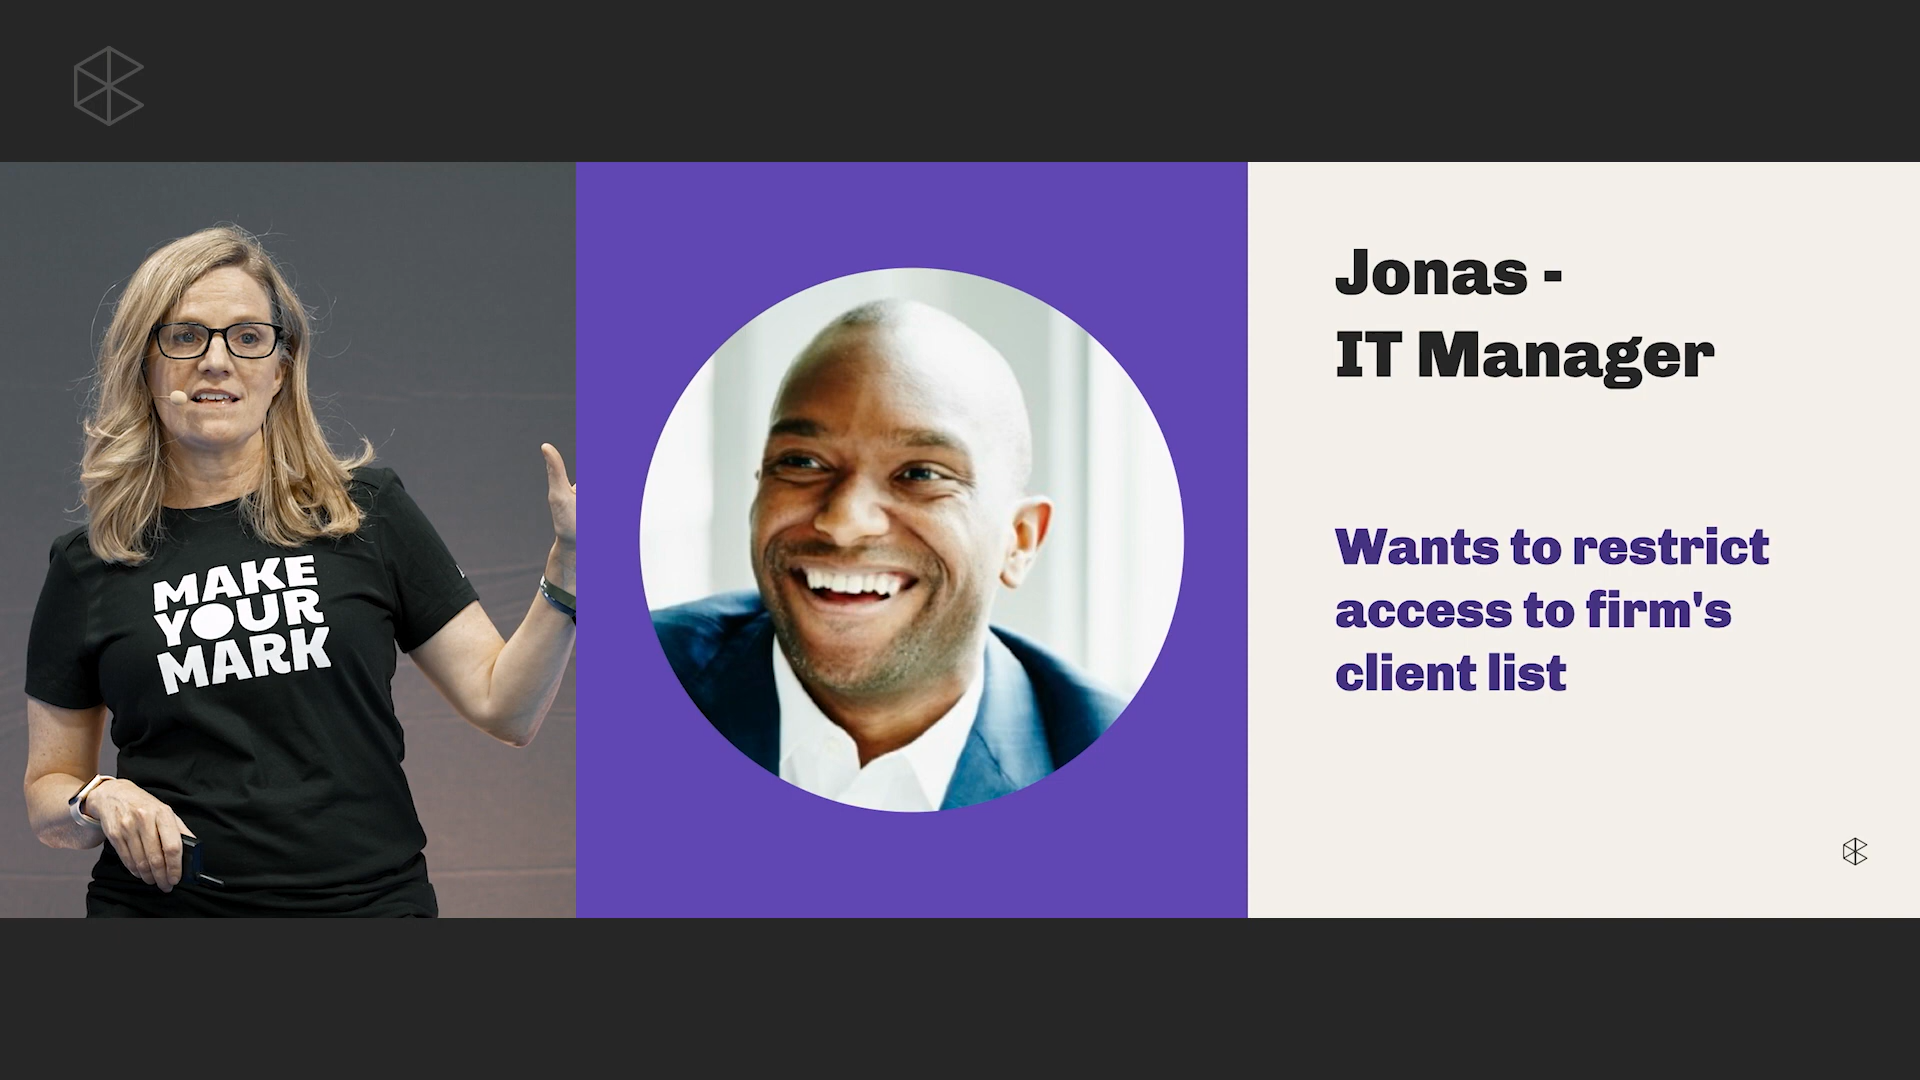 MAKE
YOUR
MARK
Jonas -
IT Manager
Wants to restrict
access to firm's
client list